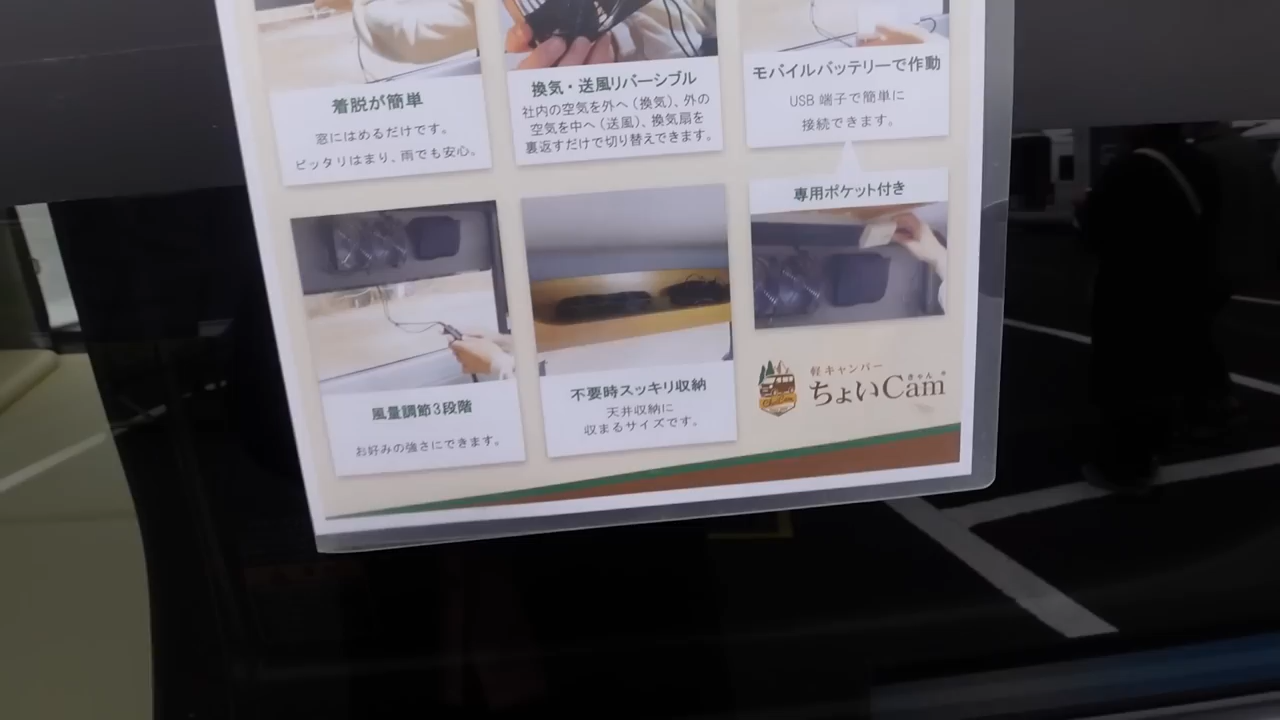 着脱が簡単
窓にはめるだけです。
ピッタリはまり、雨でも安心。
換気・送風リバーシブル
社内の空気を外へ（換気）、外の
空気を中へ（送風）、換気扇を
裏返すだけで切り替えできます。
モバイルバッテリーで作動
USB 端子で簡単に
接続できます。
専用ポケット付き
風量調節3段階
お好みの強さにできます。
不要時スッキリ収納
天井収納に
収まるサイズです。
軽キャンパー
ちょいCam
きゃん